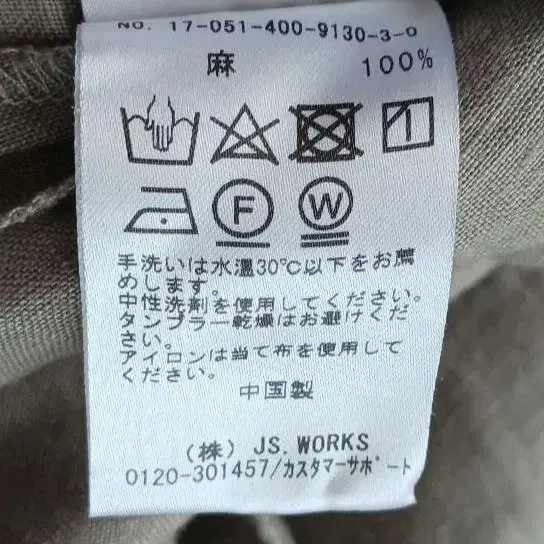 NO. 17-051-400-9130-3-0
麻 100%
F W
手洗いは水温30℃以下をお薦
めします。
中性洗剤を使用してください。
タンブラー乾燥はお避けくだ
さい。
アイロンは当て布を使用して
ください。
中国製
(株) JS.WORKS
0120-301457/カスタマーサポート